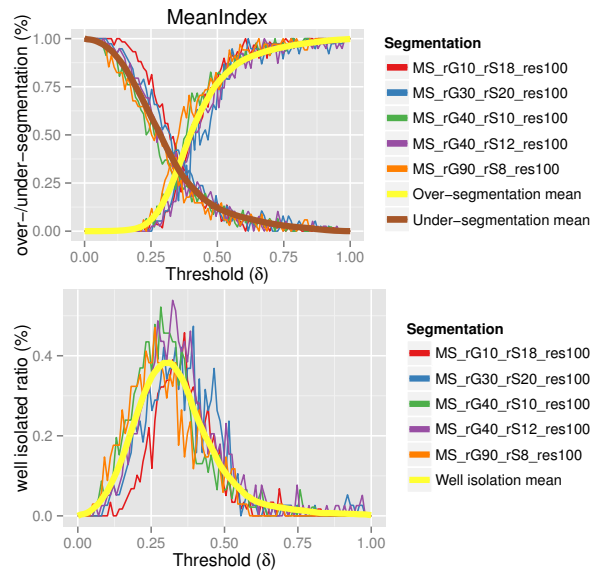 MeanIndex
over−/under−segmentation (%)
1.00
0.75
0.50
0.25
0.00
0.00 0.25 0.50 0.75 1.00
Threshold (δ)
Segmentation
MS_rG10_rS18_res100
MS_rG30_rS20_res100
MS_rG40_rS10_res100
MS_rG40_rS12_res100
MS_rG90_rS8_res100
Over−segmentation mean
Under−segmentation mean
well isolated ratio (%)
0.4
0.2
0.0
0.00 0.25 0.50 0.75 1.00
Threshold (δ)
Segmentation
MS_rG10_rS18_res100
MS_rG30_rS20_res100
MS_rG40_rS10_res100
MS_rG40_rS12_res100
MS_rG90_rS8_res100
Well isolation mean